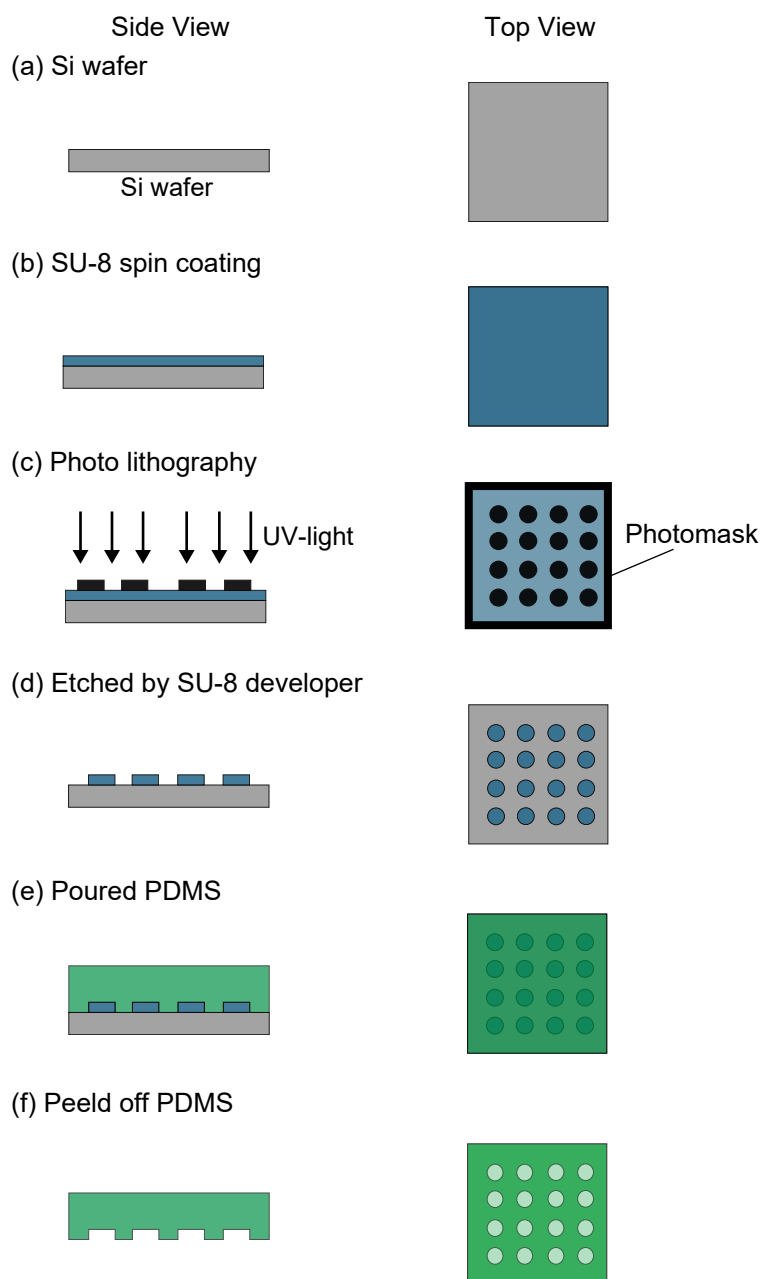 Side View
Top View
(a) Si wafer
Si wafer
(b) SU-8 spin coating
(c) Photo lithography
UV-light
Photomask
(d) Etched by SU-8 developer
(e) Poured PDMS
(f) Peeld off PDMS